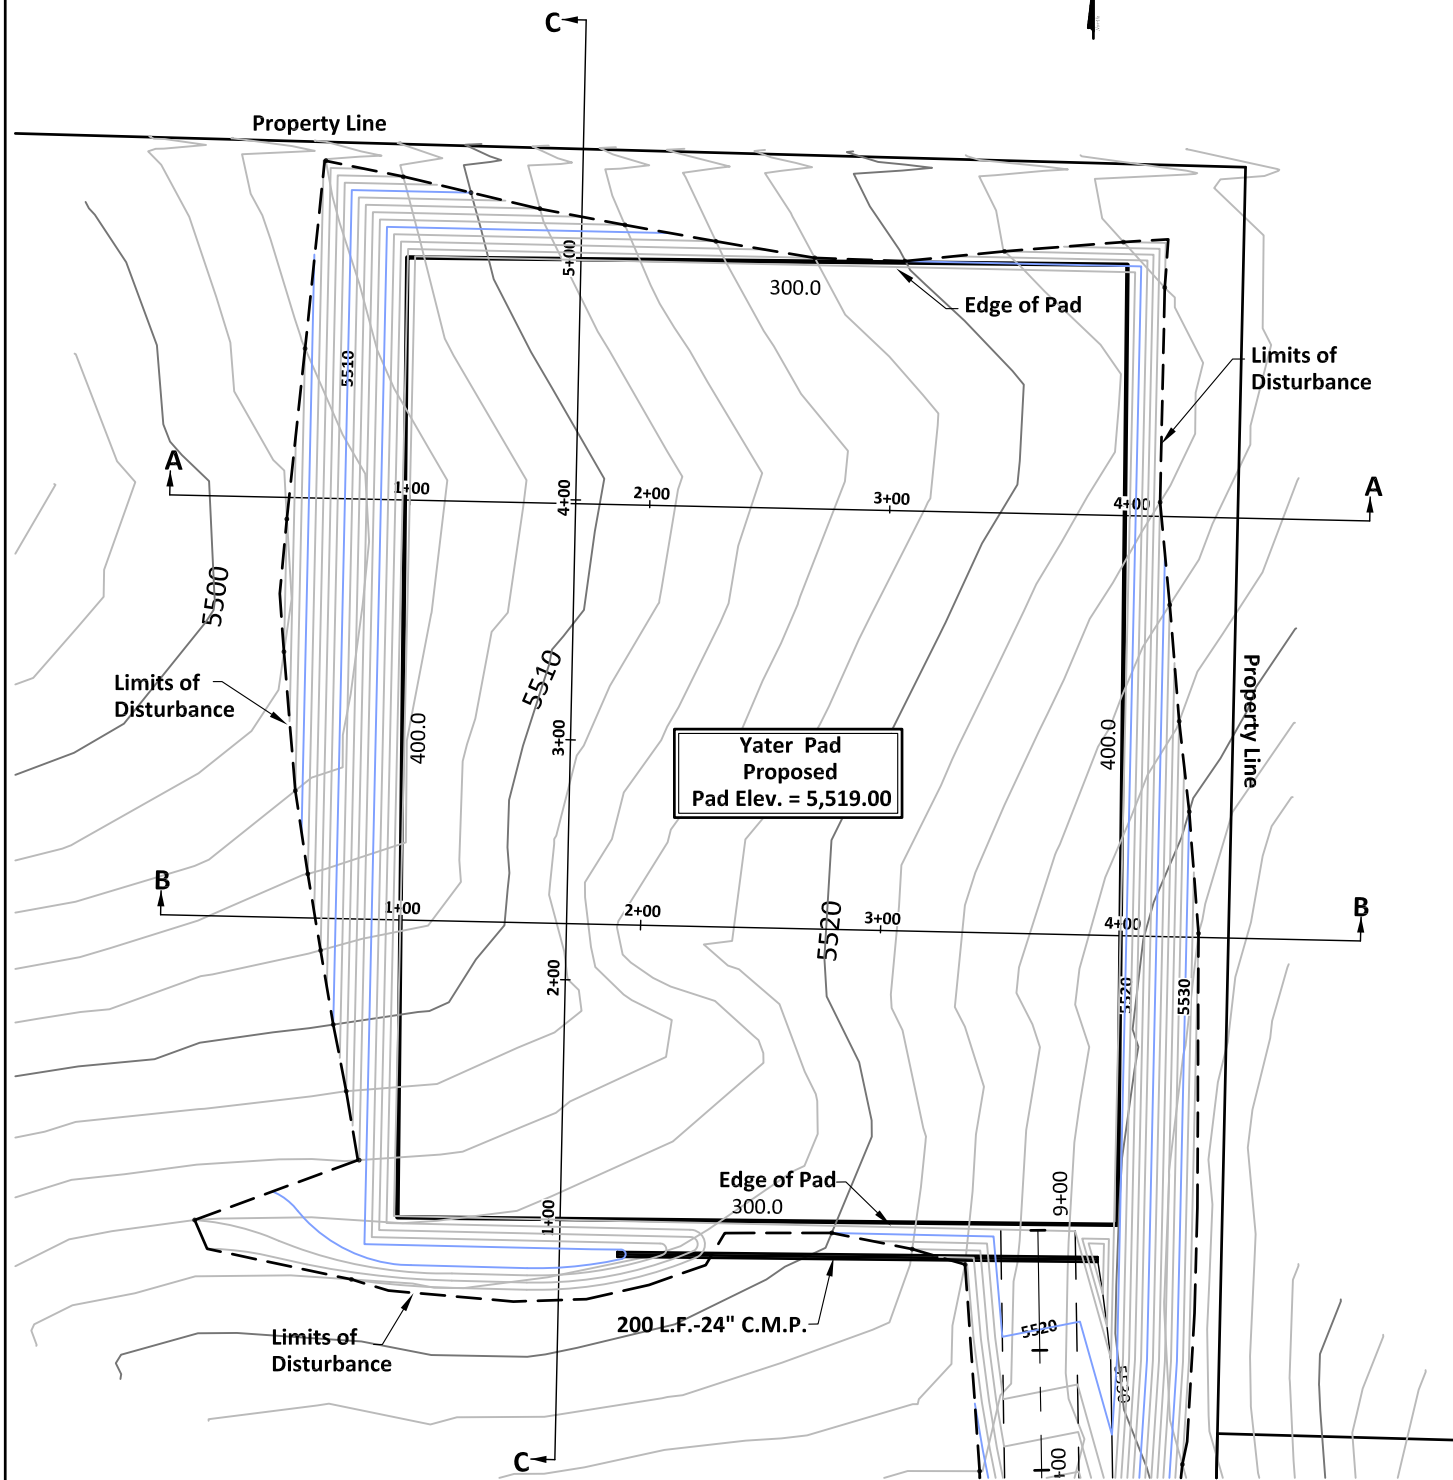 C
Property Line
5+00
300.0
Edge of Pad
5510
Limits of
Disturbance
A
A
1+00
4+00
2+00
3+00
4+00
5500
5510
Limits of
Disturbance
Property Line
400.0
3+00
400.0
Yater Pad
Proposed
Pad Elev. = 5,519.00
B
B
1+00
2+00
3+00
4+00
5520
2+00
5520
5530
Edge of Pad
300.0
1+00
9+00
200 L.F.-24" C.M.P.
5520
Limits of
Disturbance
C
+00